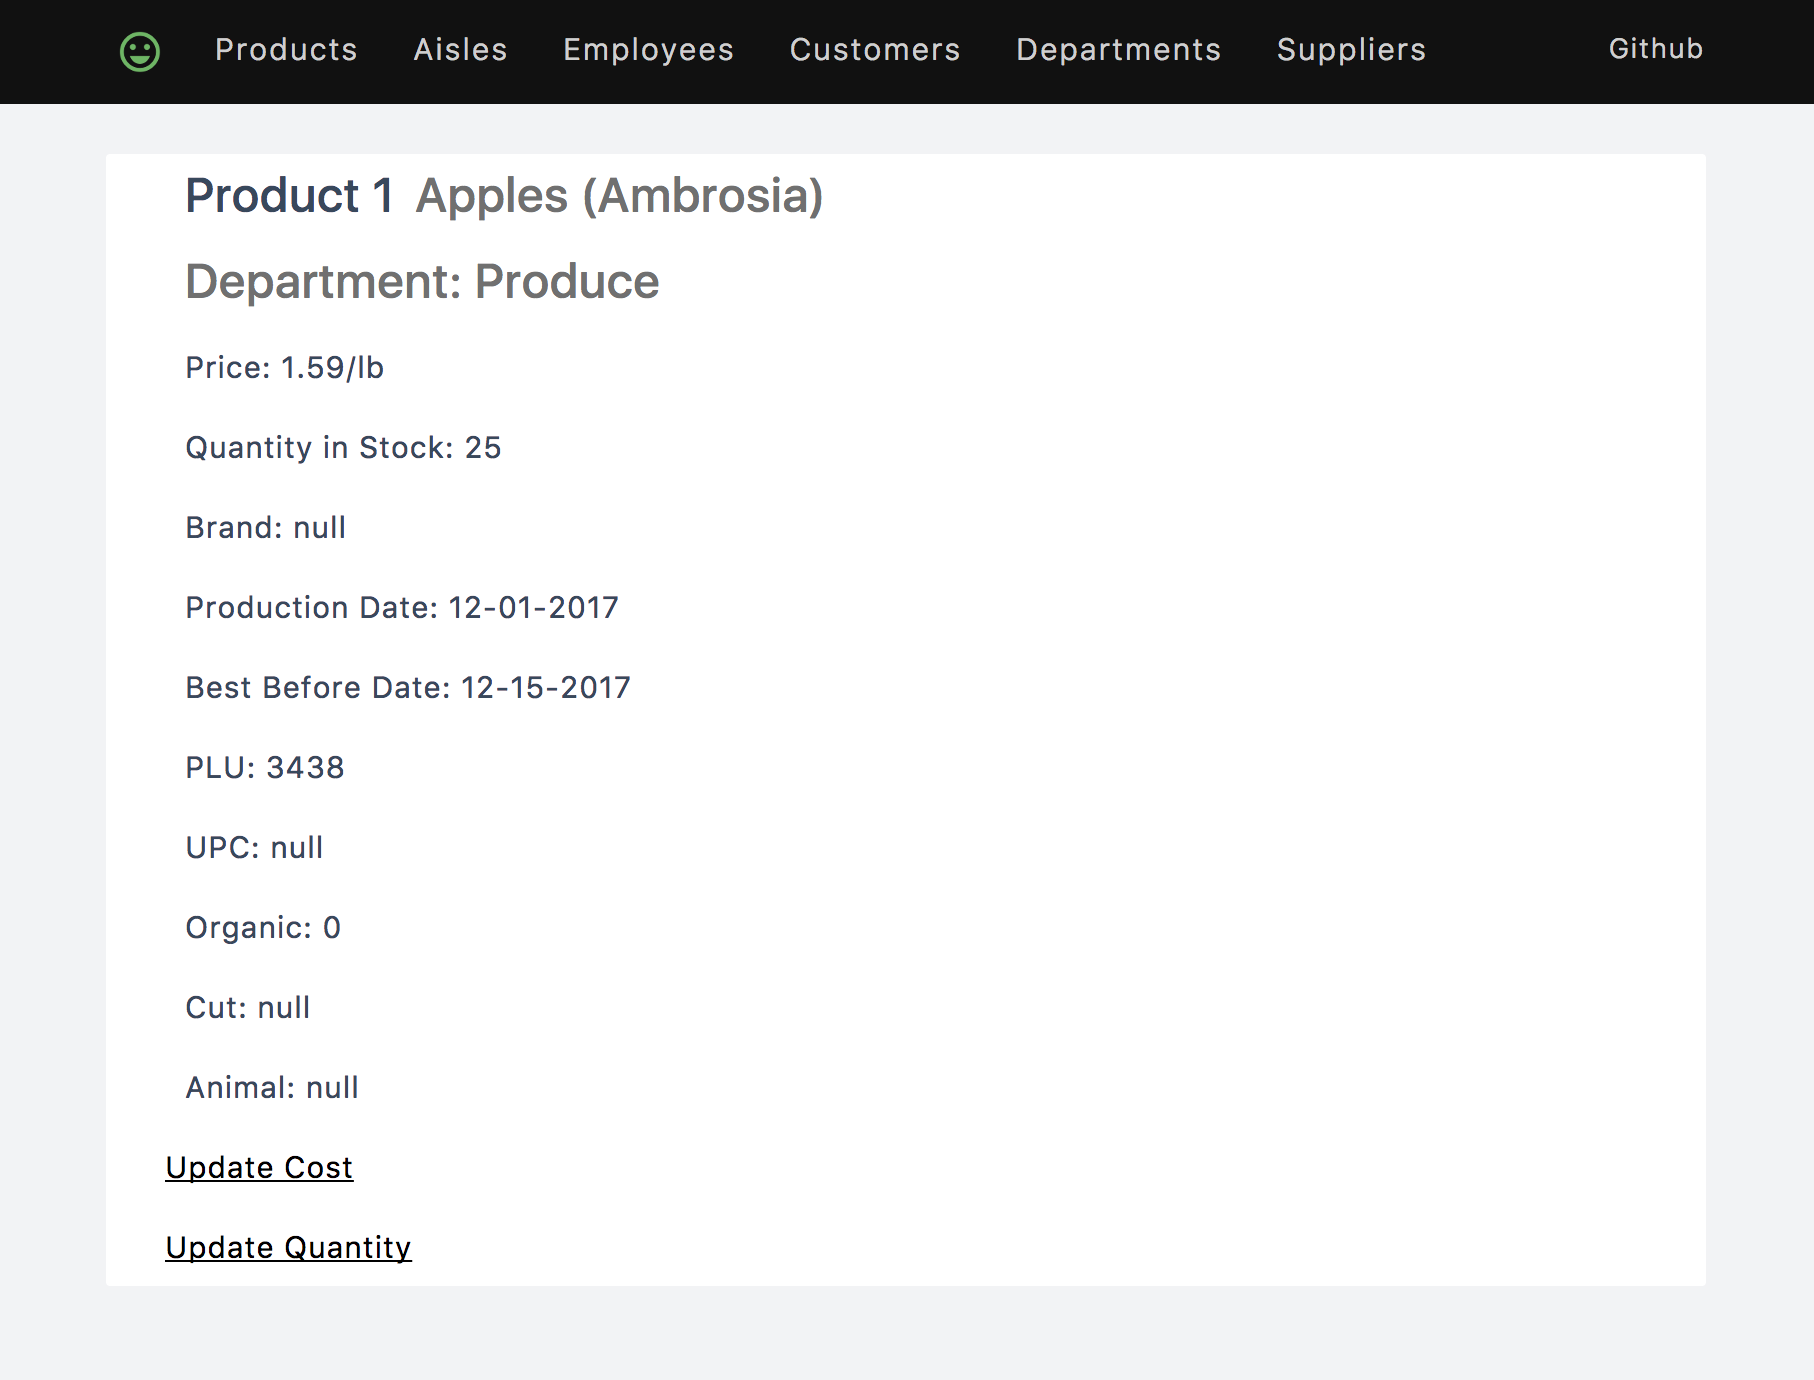 Products Aisles Employees Customers Departments Suppliers Github
Product 1 Apples (Ambrosia)
Department: Produce
Price: 1.59/lb
Quantity in Stock: 25
Brand: null
Production Date: 12-01-2017
Best Before Date: 12-15-2017
PLU: 3438
UPC: null
Organic: 0
Cut: null
Animal: null
Update Cost
Update Quantity